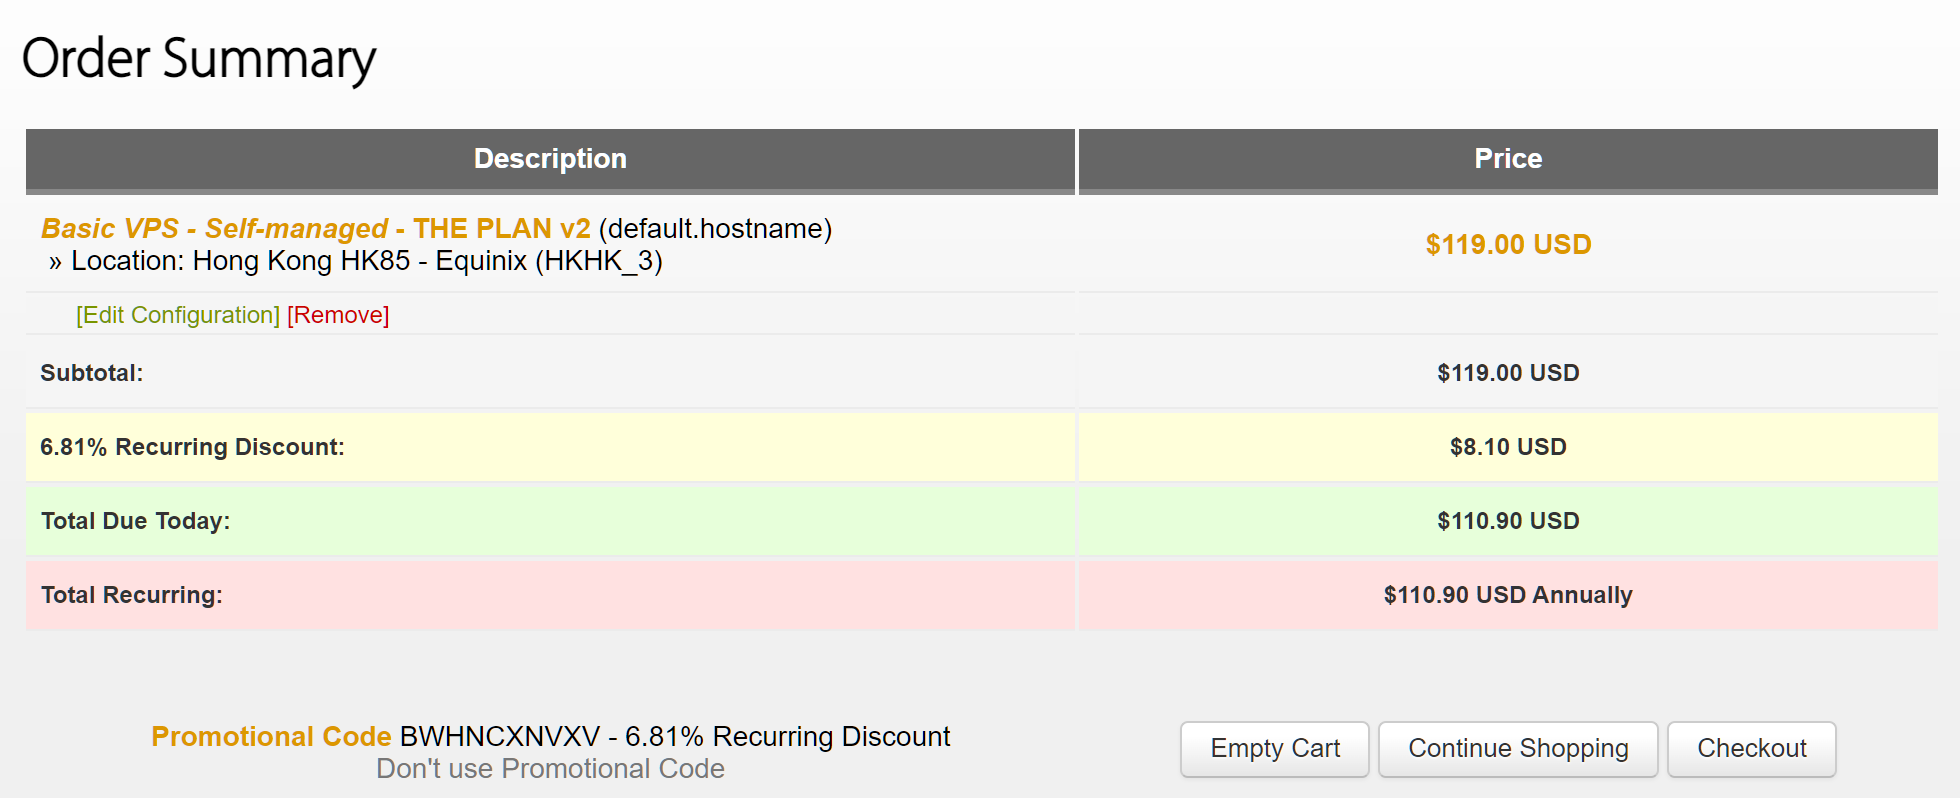 Order Summary
Description Price
Basic VPS - Self-managed - THE PLAN v2 (default.hostname)
» Location: Hong Kong HK85 - Equinix (HKHK_3)
$119.00 USD
[Edit Configuration] [Remove]
Subtotal: $119.00 USD
6.81% Recurring Discount: $8.10 USD
Total Due Today: $110.90 USD
Total Recurring: $110.90 USD Annually
Promotional Code BWHNCXNVXV - 6.81% Recurring Discount
Don't use Promotional Code
Empty Cart Continue Shopping Checkout